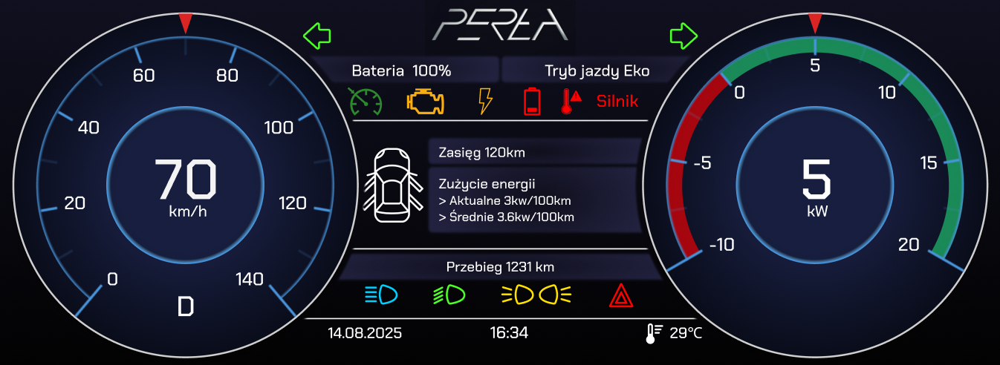 PERŁA
Bateria 100%
Tryb jazdy Eko
Silnik
60
80
40
100
20
120
0
140
70
km/h
D
Zasięg 120km
Zużycie energii
> Aktualne 3kw/100km
> Średnie 3.6kw/100km
Przebieg 1231 km
14.08.2025
16:34
29°C
5
0
10
-5
15
-10
20
5
kW